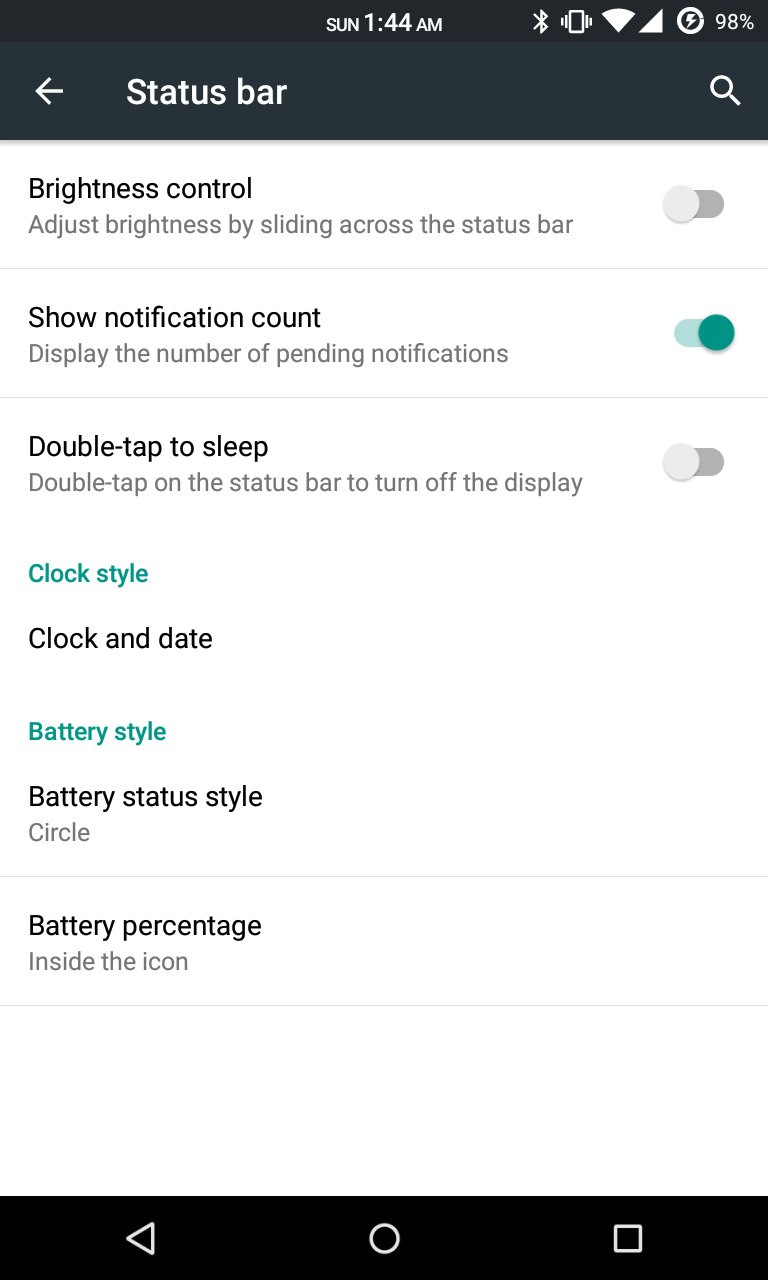 SUN 1:44 AM 98%
Status bar
Brightness control
Adjust brightness by sliding across the status bar
Show notification count
Display the number of pending notifications
Double-tap to sleep
Double-tap on the status bar to turn off the display
Clock style
Clock and date
Battery style
Battery status style
Circle
Battery percentage
Inside the icon